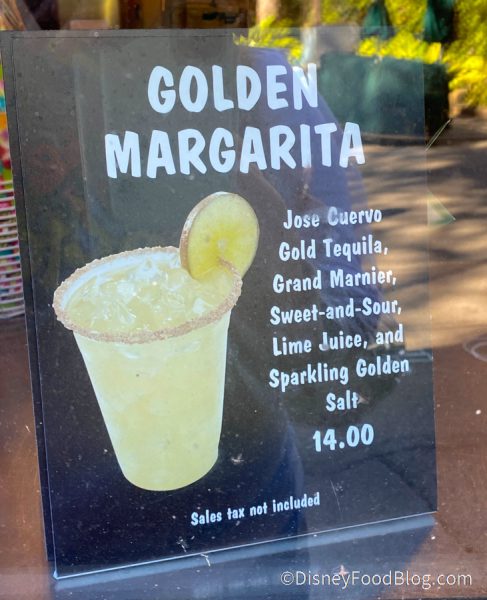 GOLDEN
MARGARITA
Jose Cuervo
Gold Tequila,
Grand Marnier,
Sweet-and-Sour,
Lime Juice, and
Sparkling Golden
Salt
14.00
Sales tax not included
©DisneyFoodBlog.com